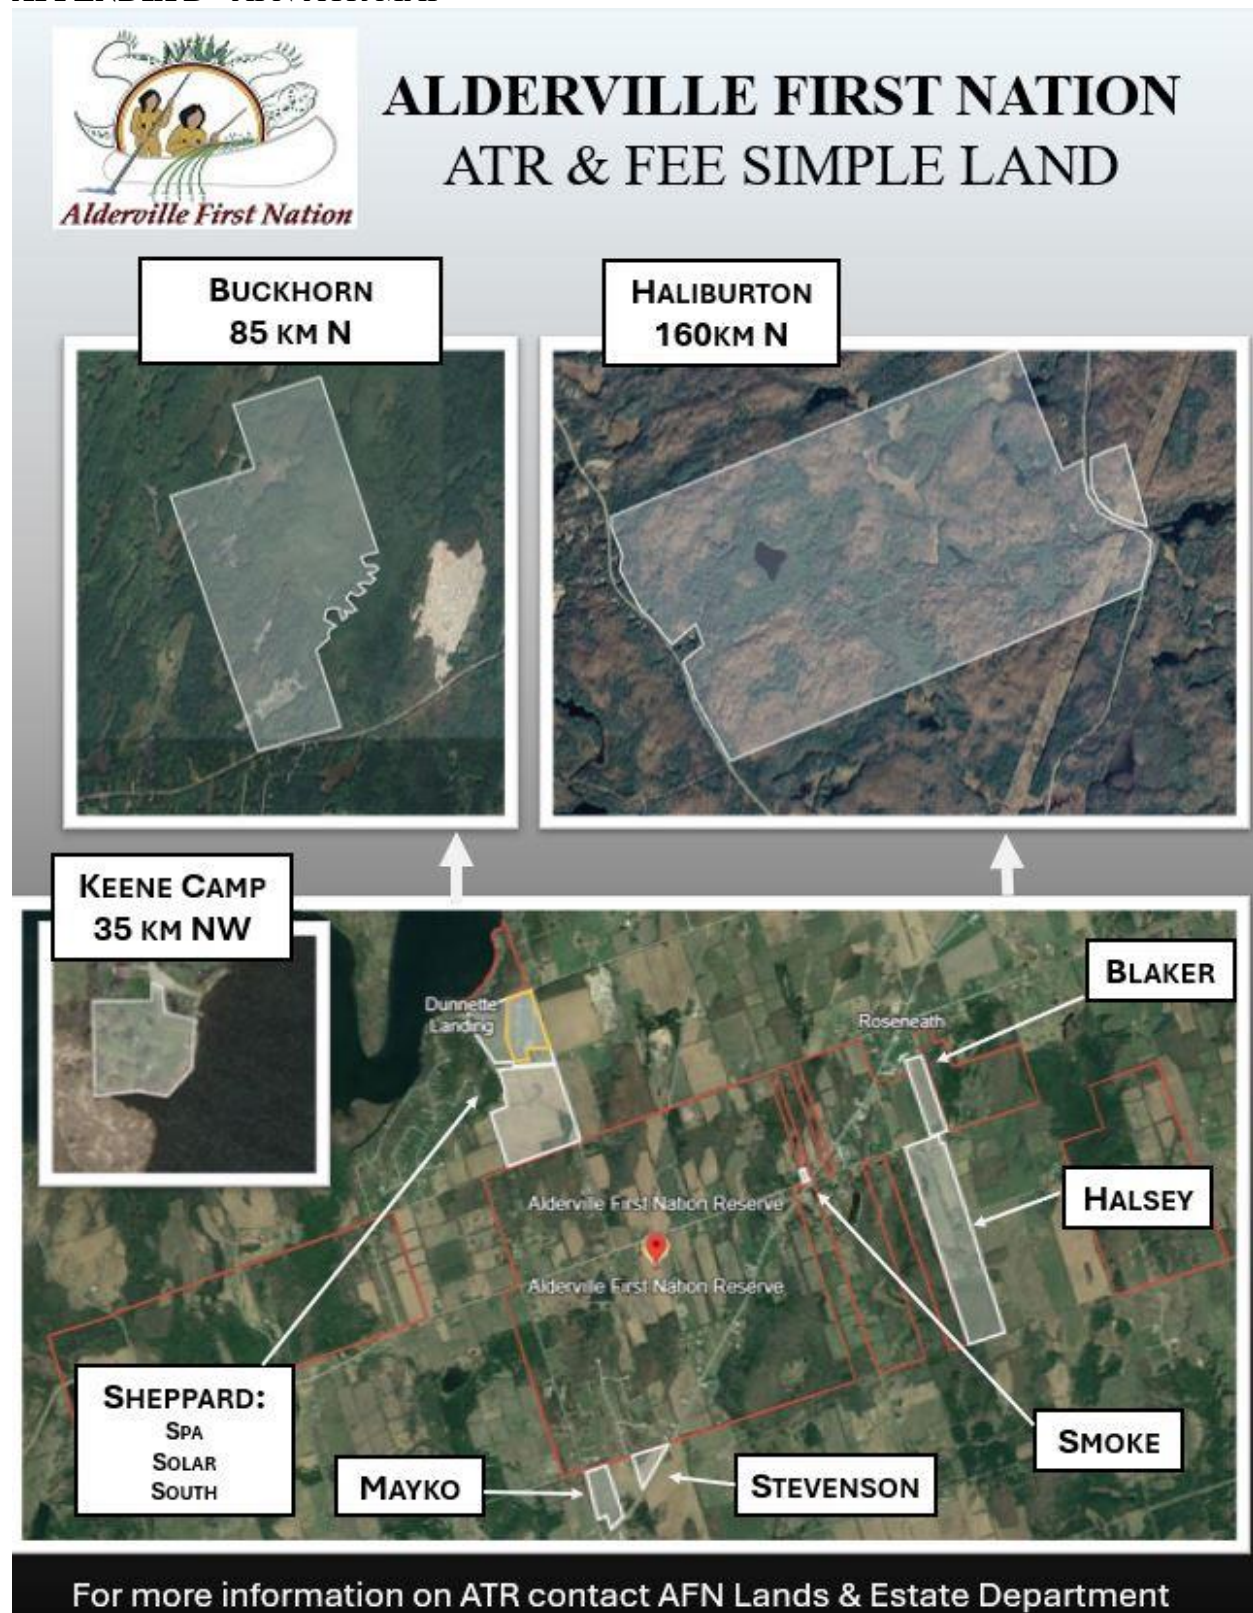 Alderville First Nation
ALDERVILLE FIRST NATION
ATR & FEE SIMPLE LAND
BUCKHORN
85 KM N
HALIBURTON
160KM N
KEENE CAMP
35 KM NW
Dunnette
Landing
Roseneath
BLAKER
Alderville First Nation Reserve
HALSEY
Alderville First Nation Reserve
SHEPPARD:
SPA
SOLAR
SOUTH
SMOKE
MAYKO
STEVENSON
For more information on ATR contact AFN Lands & Estate Department